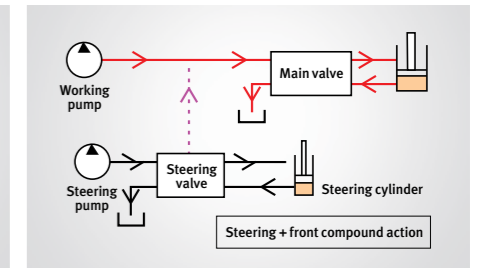 Working
pump
Main valve
Steering
pump
Steering
valve
Steering cylinder
Steering + front compound action